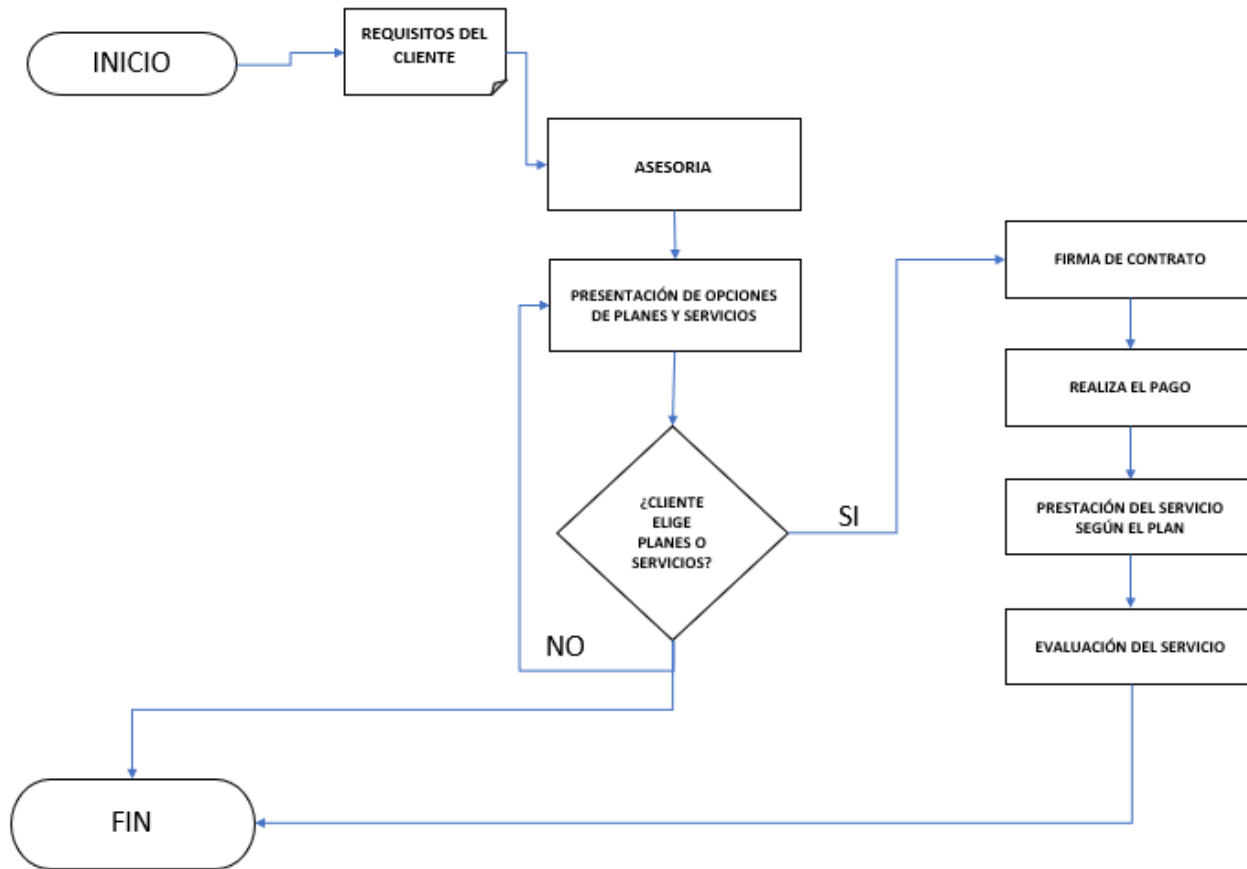 INICIO
REQUISITOS DEL
CLIENTE
ASESORIA
PRESENTACIÓN DE OPCIONES
DE PLANES Y SERVICIOS
¿CLIENTE
ELIGE
PLANES O
SERVICIOS?
SI
NO
FIRMA DE CONTRATO
REALIZA EL PAGO
PRESTACIÓN DEL SERVICIO
SEGÚN EL PLAN
EVALUACIÓN DEL SERVICIO
FIN